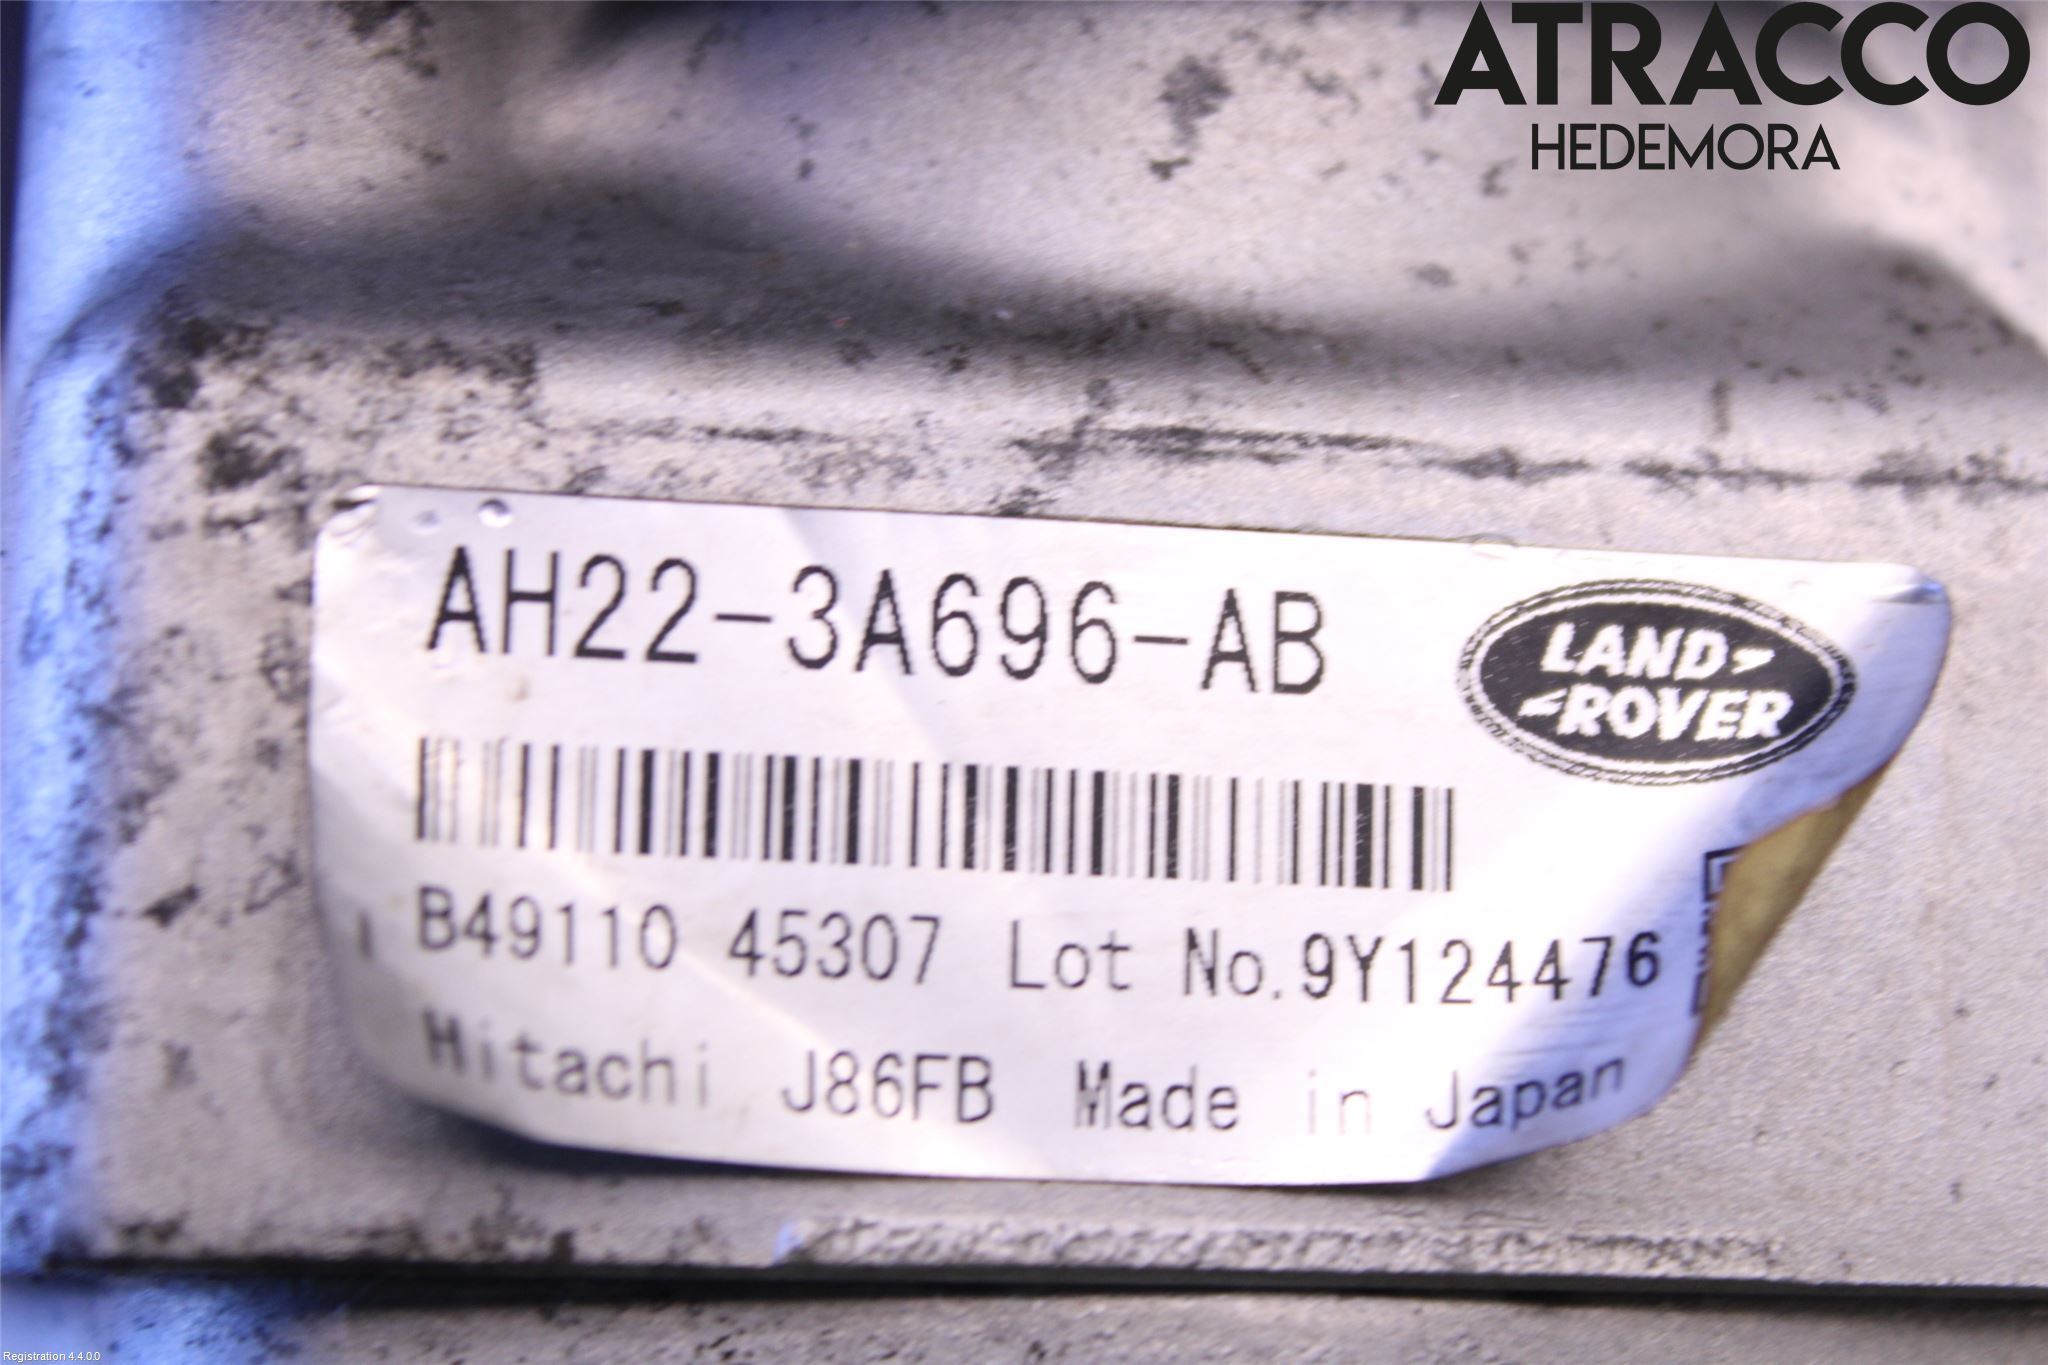 ATRACCO
HEDEMORA
AH22-3A696-AB
LAND
ROVER
B49110 45307 Lot No.9Y124476
Hitachi J86FB Made in Japan
Registration 4.4.0.0